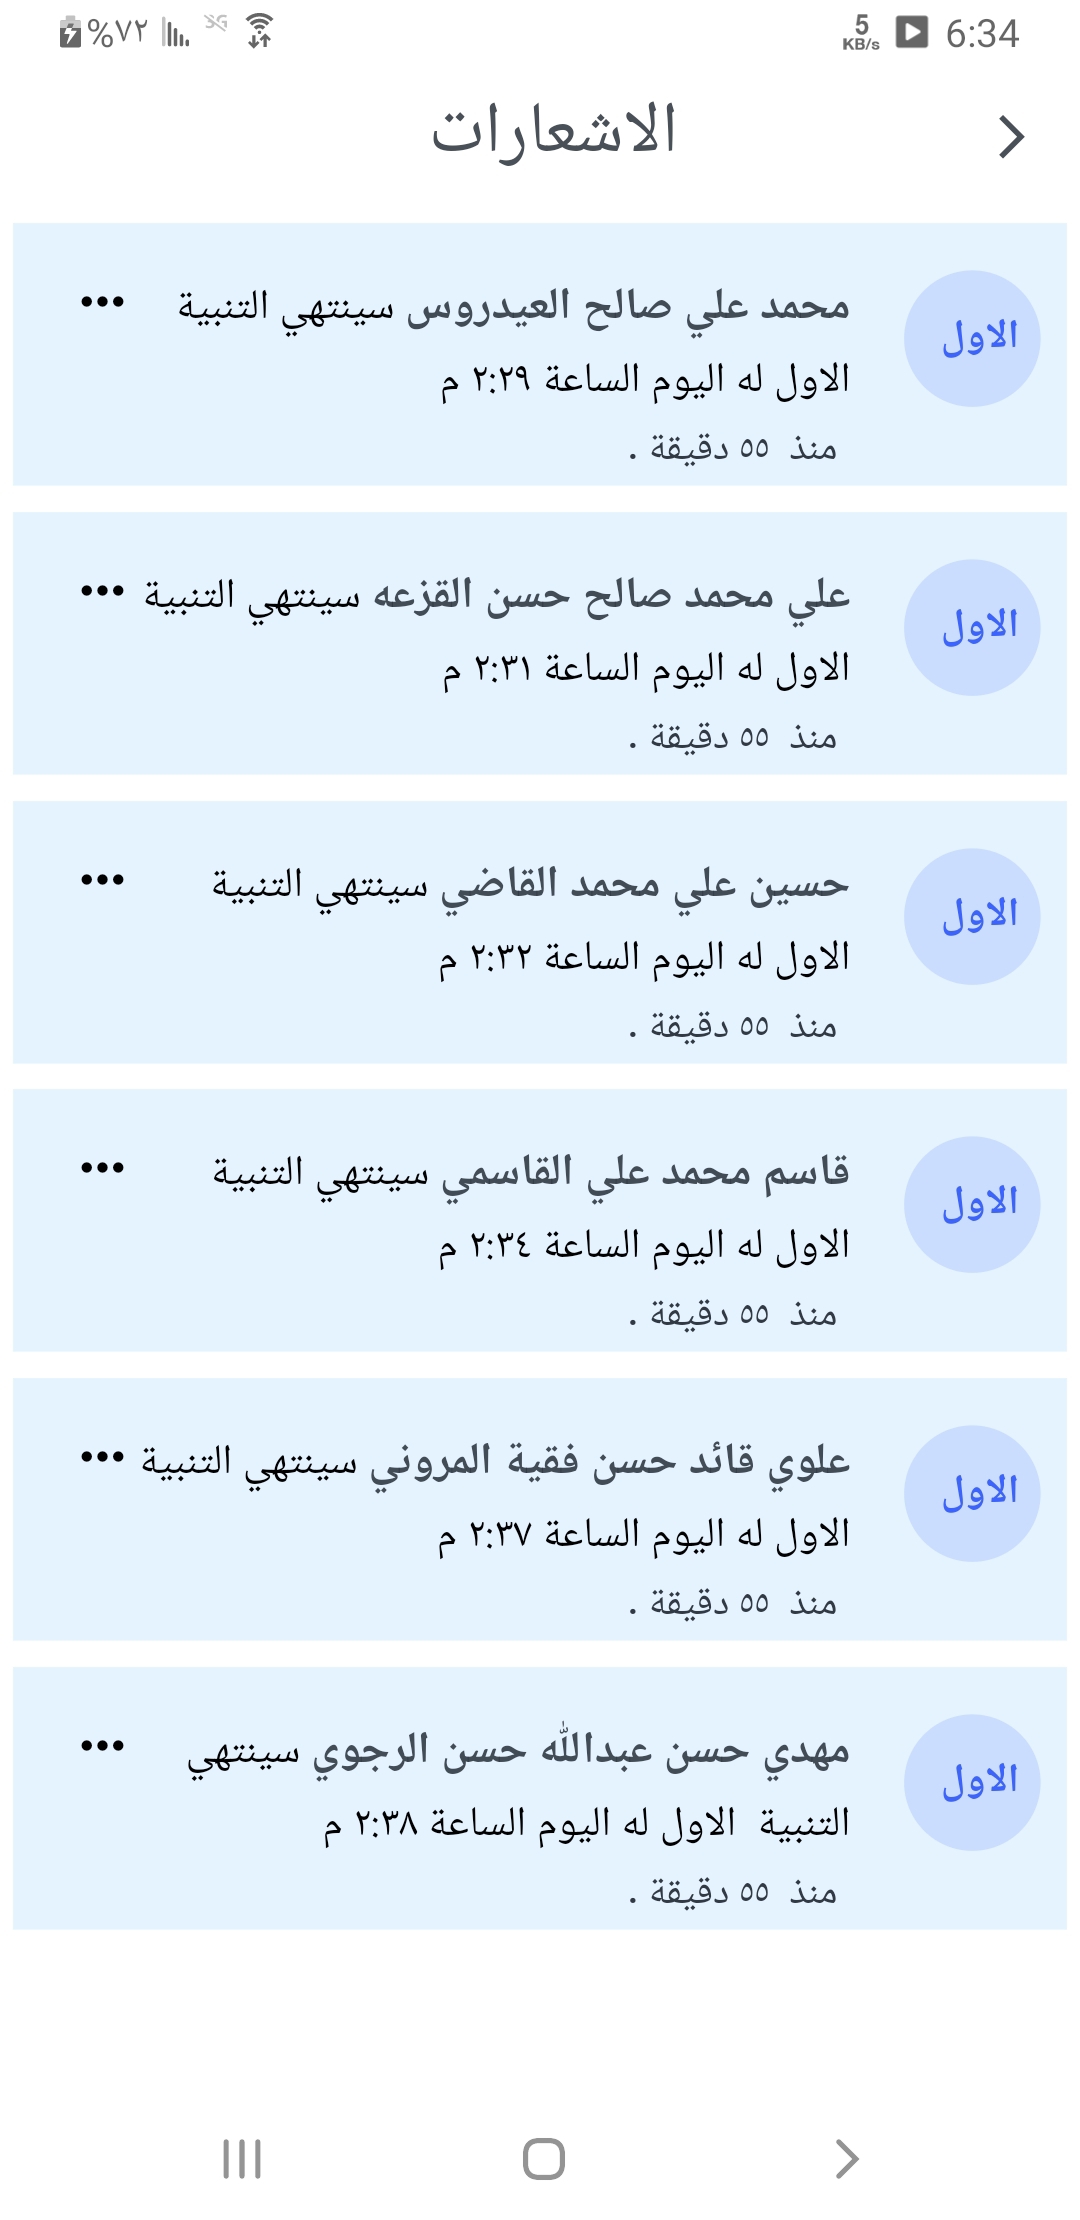 %٧٢ 3G 5 KB/s 6:34
الاشعارات
الاول
محمد علي صالح العيدروس سينتهي التنبية
الاول له اليوم الساعة ٢:٢٩ م
منذ ٥٥ دقيقة .
الاول
علي محمد صالح حسن القزعه سينتهي التنبية
الاول له اليوم الساعة ٢:٣١ م
منذ ٥٥ دقيقة .
الاول
حسين علي محمد القاضي سينتهي التنبية
الاول له اليوم الساعة ٢:٣٢ م
منذ ٥٥ دقيقة .
الاول
قاسم محمد علي القاسمي سينتهي التنبية
الاول له اليوم الساعة ٢:٣٤ م
منذ ٥٥ دقيقة .
الاول
علوي قائد حسن فقية المروني سينتهي التنبية
الاول له اليوم الساعة ٢:٣٧ م
منذ ٥٥ دقيقة .
الاول
مهدي حسن عبدالله حسن الرجوي سينتهي
التنبية الاول له اليوم الساعة ٢:٣٨ م
منذ ٥٥ دقيقة .